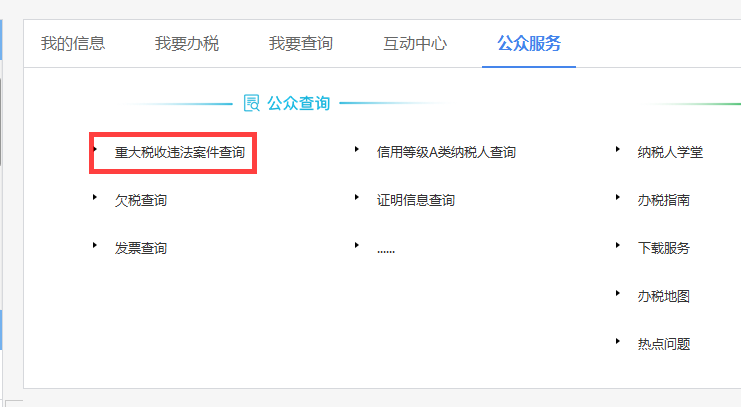 我的信息 我要办税 我要查询 互动中心 公众服务
公众查询
重大税收违法案件查询 信用等级A类纳税人查询 纳税人学堂
欠税查询 证明信息查询 办税指南
发票查询 ...... 下载服务
办税地图
热点问题